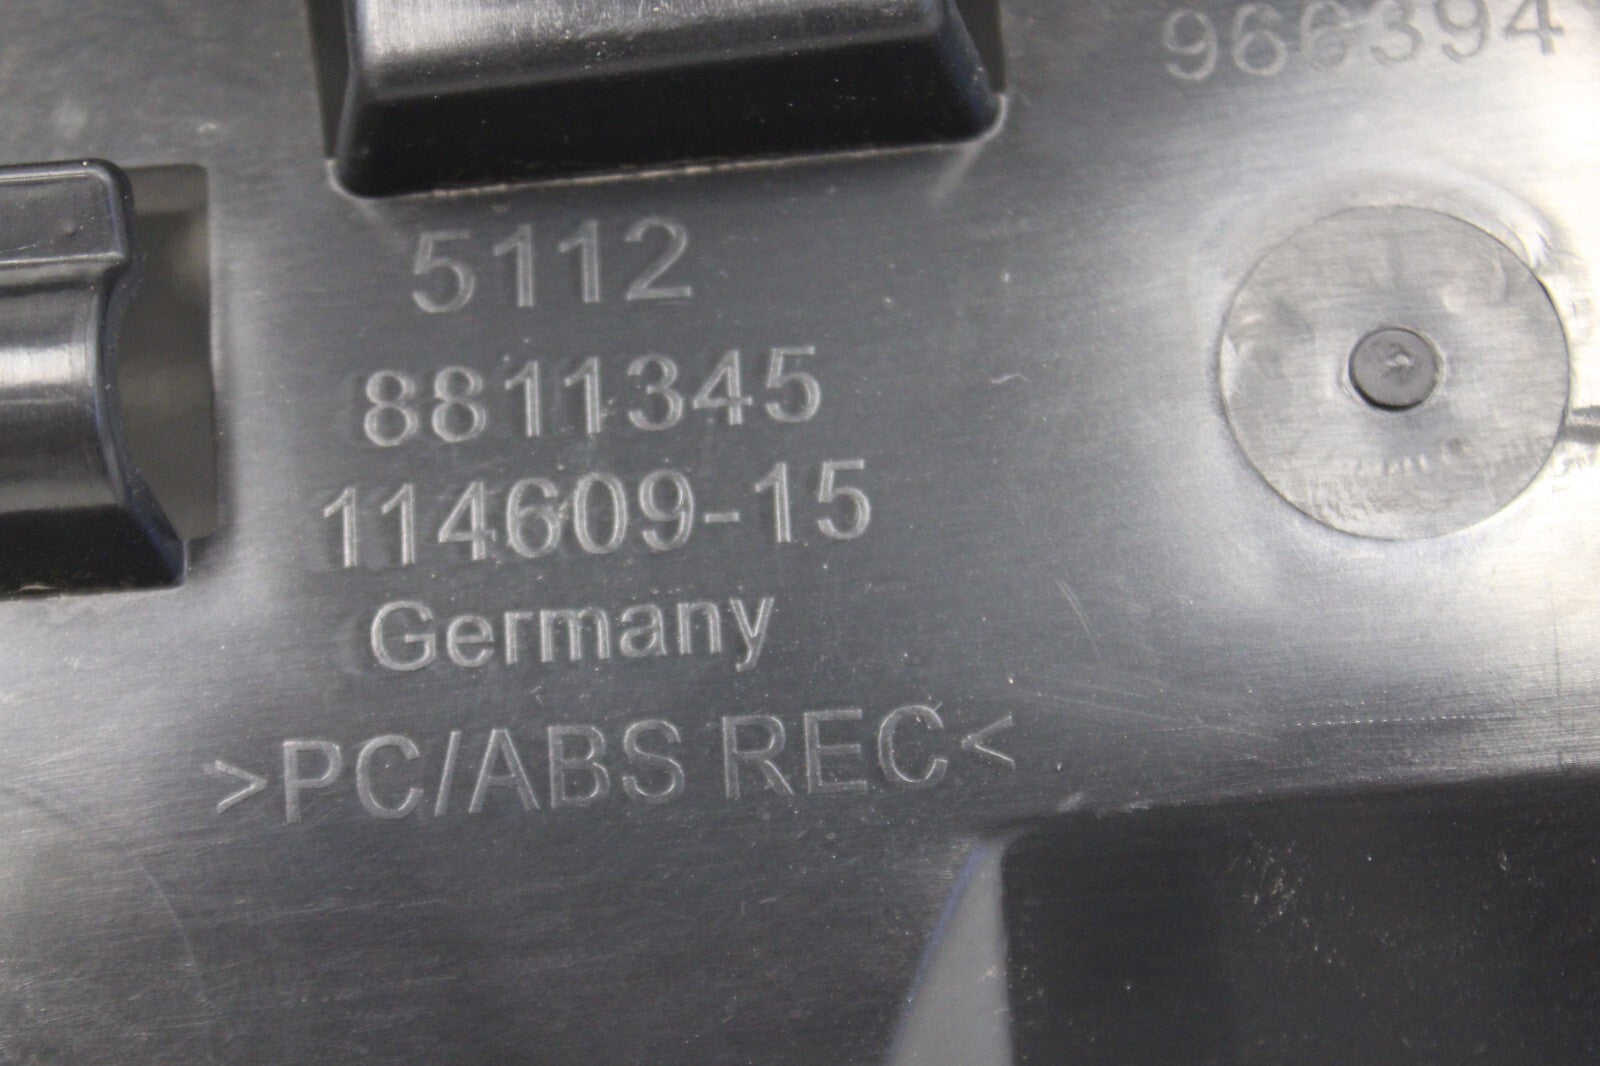 966394
5112
8811345
114609-15
Germany
>PC/ABS REC<